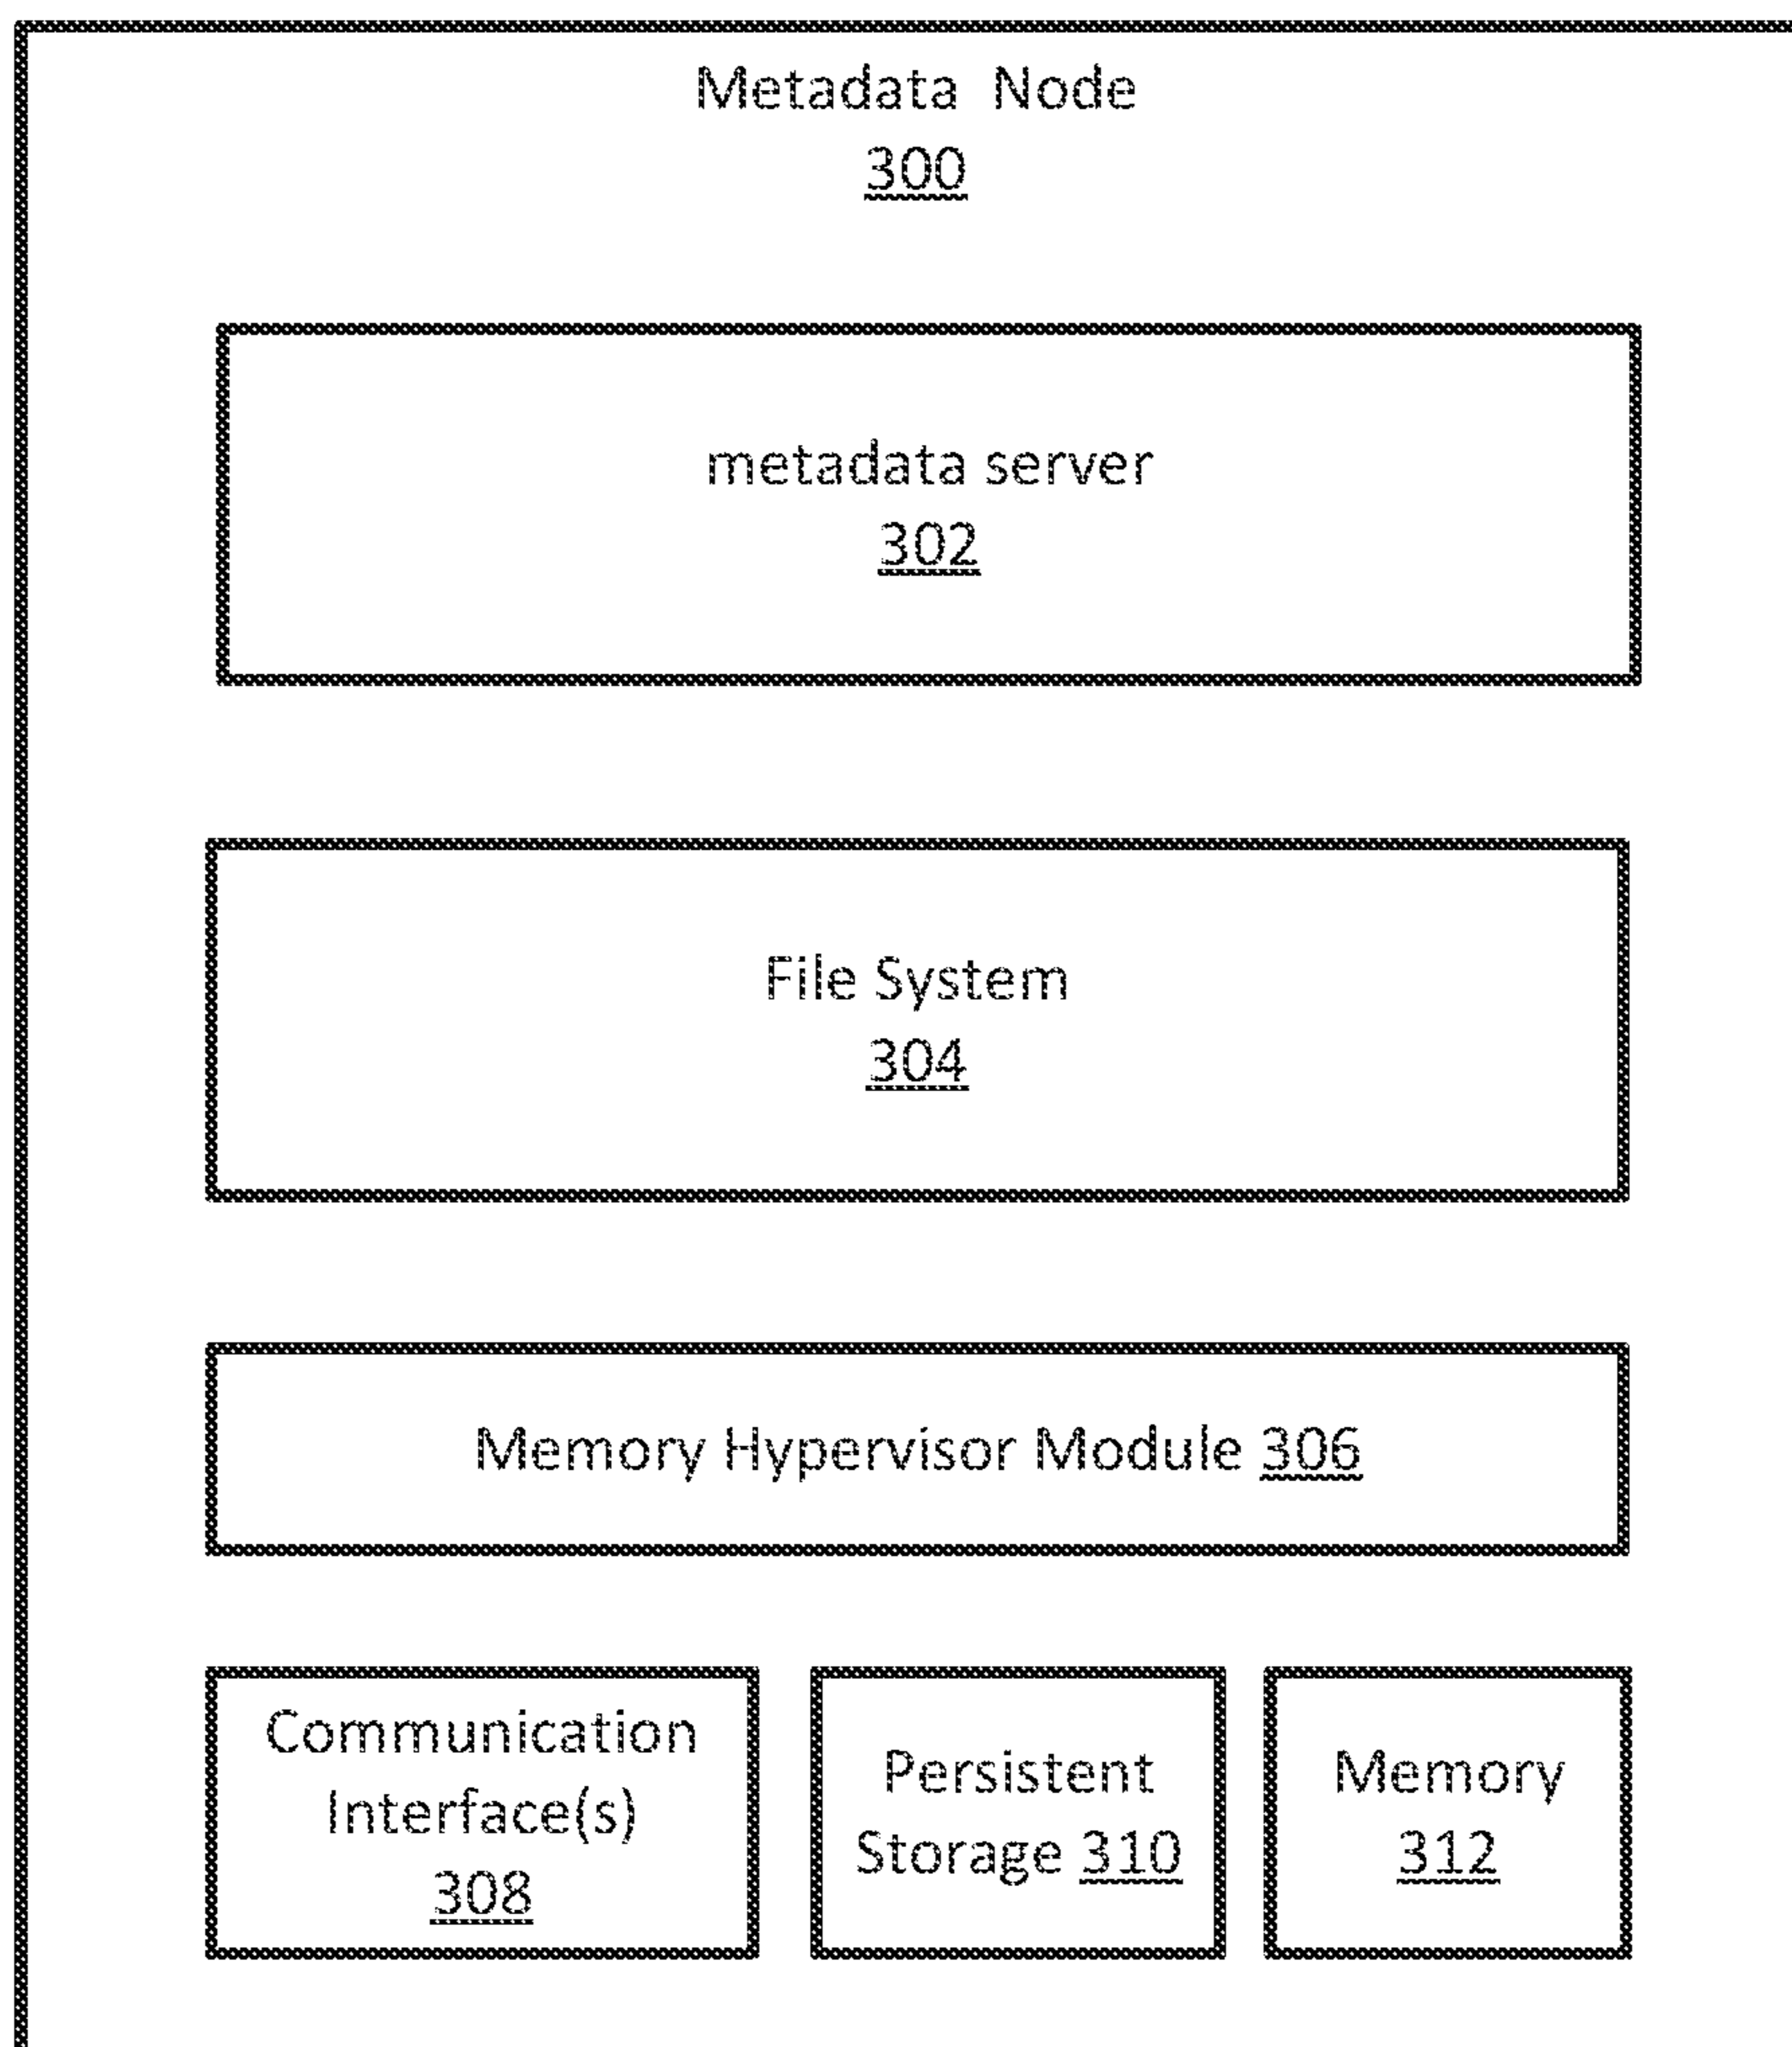 Metadata Node
300
metadata server
302
File System
304
Memory Hypervisor Module 306
Communication
Interface(s)
308
Persistent
Storage 310
Memory
312